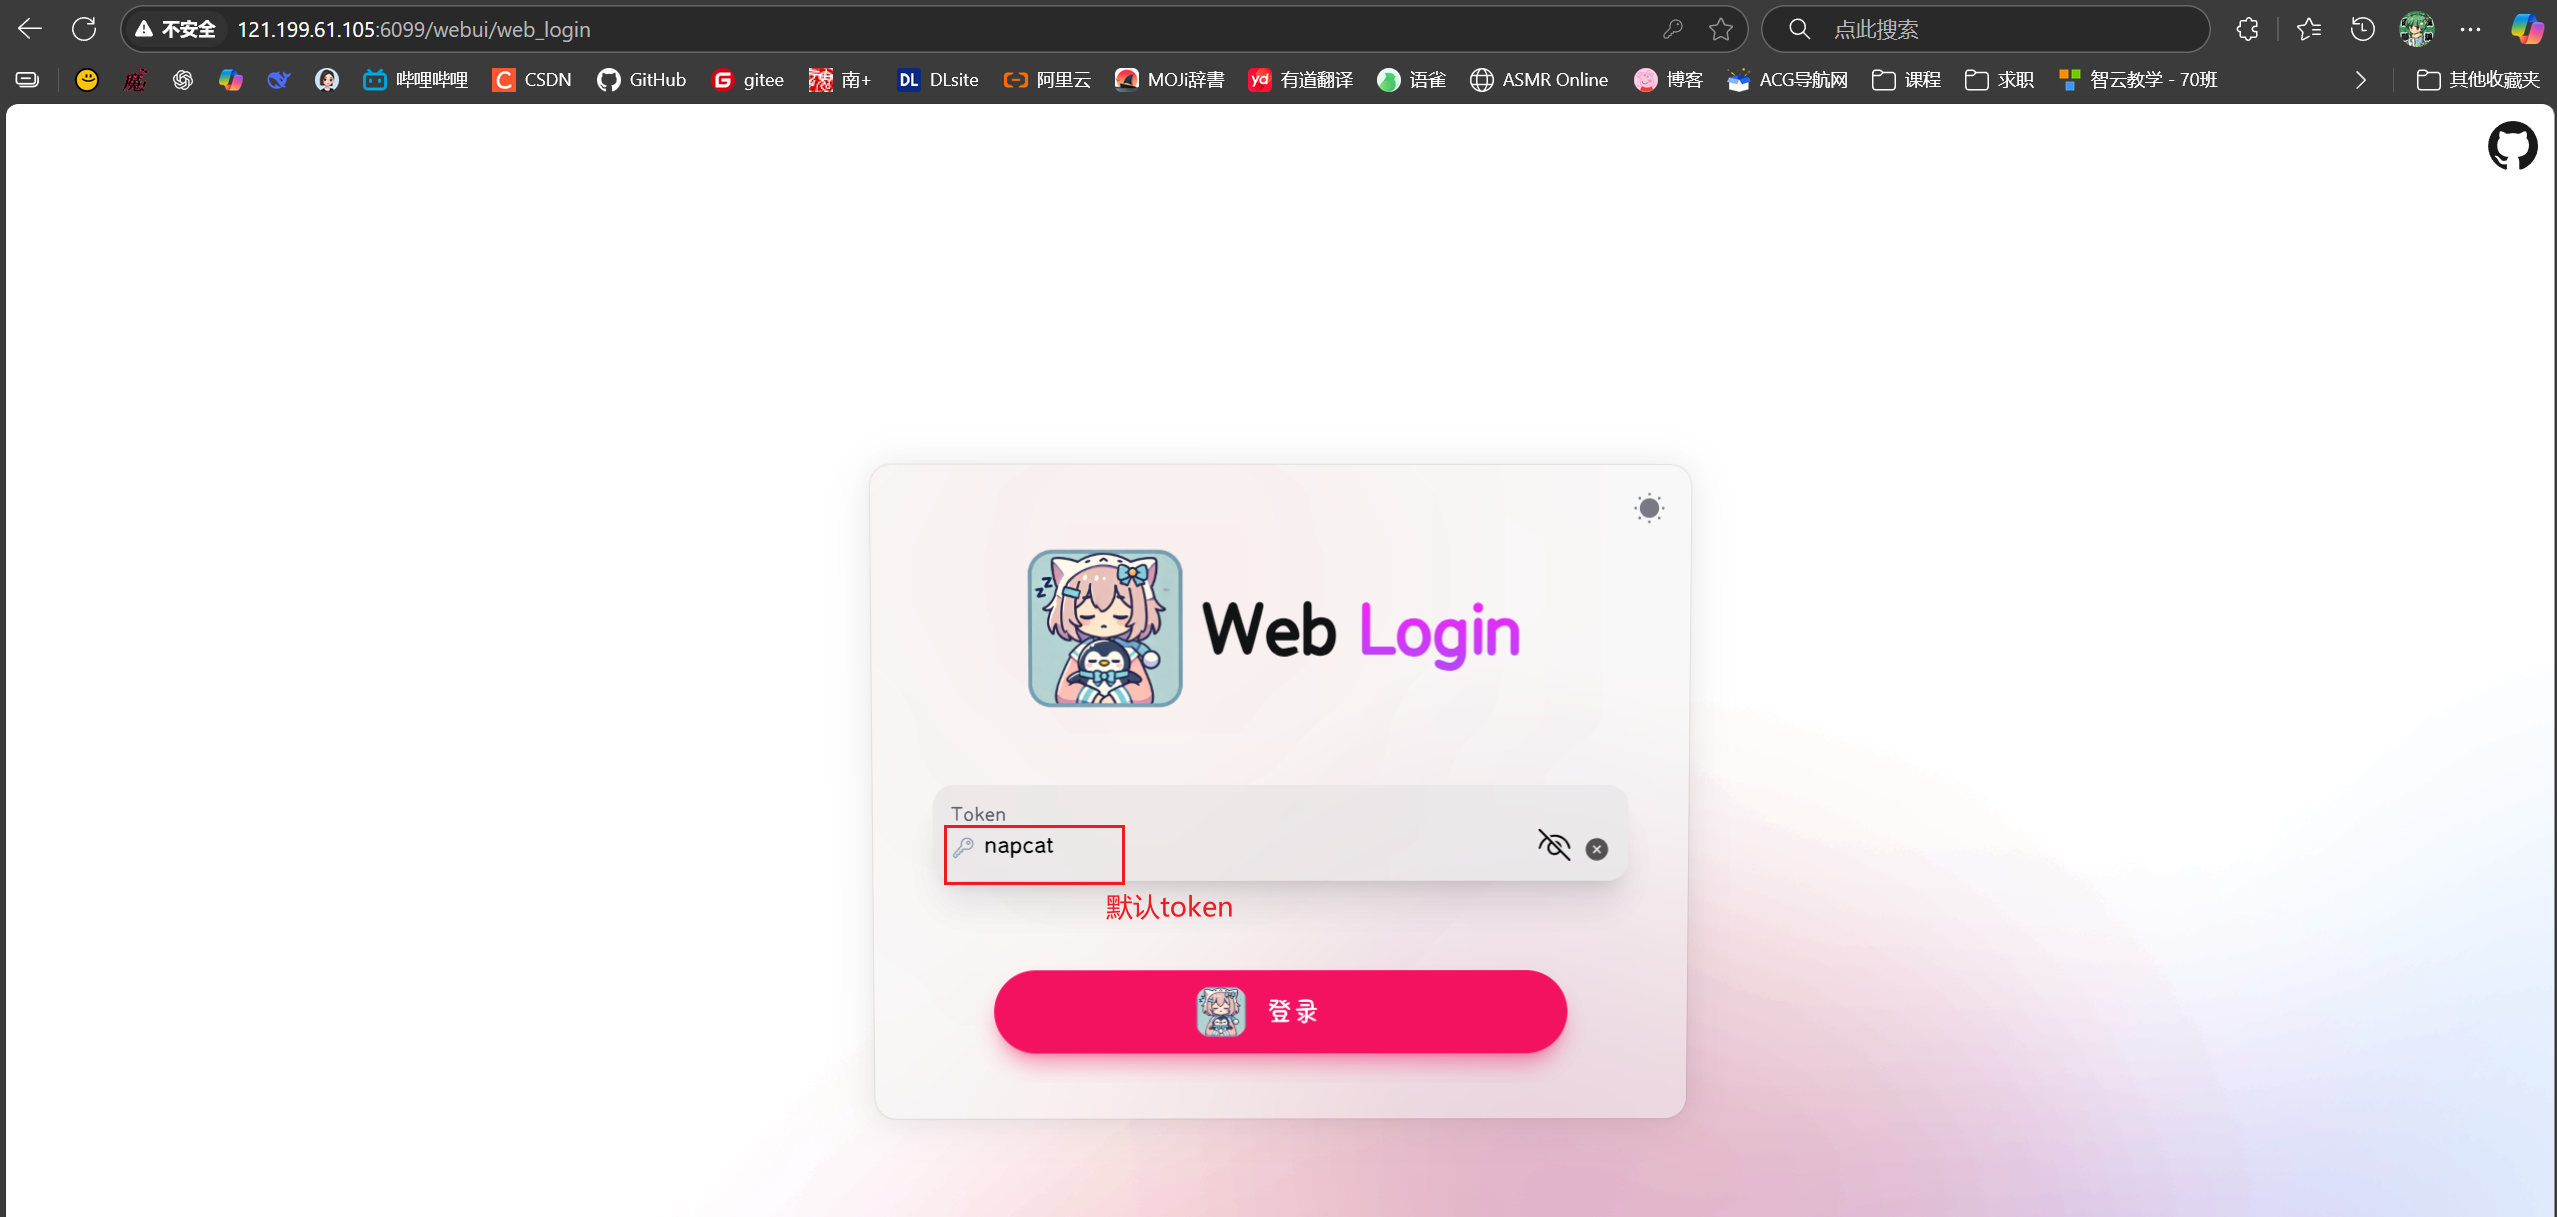 不安全 121.199.61.105:6099/webui/web_login
点此搜索
哔哩哔哩 CSDN GitHub gitee 南+ DLsite 阿里云 MOJi辞書 有道翻译 语雀 ASMR Online 博客 ACG导航网 课程 求职 智云教学 - 70班 其他收藏夹
Web Login
Token
napcat
默认token
登录